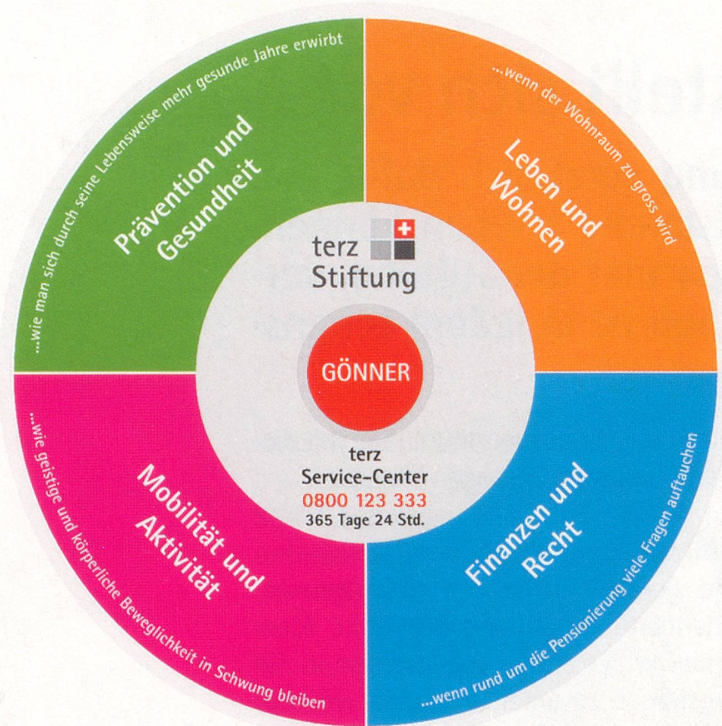 ...wie man sich durch seine Lebensweise mehr gesunde Jahre erwirbt
Prävention und
Gesundheit
...wenn der Wohnraum zu gross wird
Leben und
Wohnen
terz
Stiftung
GÖNNER
terz
Service-Center
0800 123 333
365 Tage 24 Std.
...wie geistige und körperliche Beweglichkeit in Schwung bleiben
Mobilität und
Aktivität
...wenn rund um die Pensionierung viele Fragen auftauchen
Finanzen und
Recht